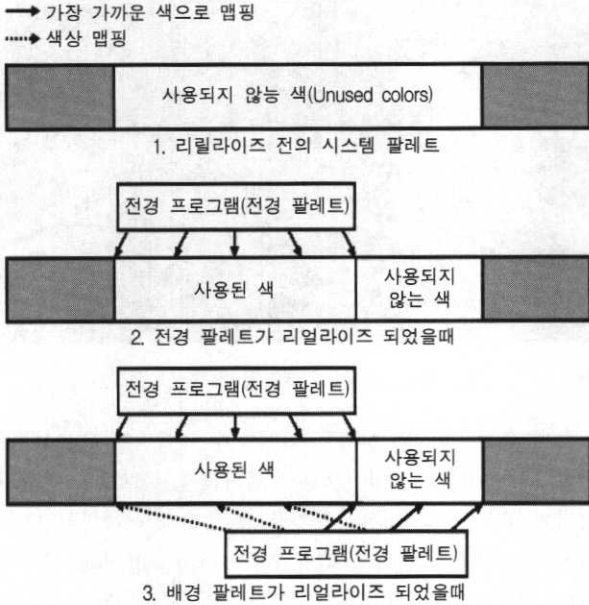 가장 가까운 색으로 맵핑
색상 맵핑
사용되지 않능 색(Unused colors)
1. 리릴라이즈 전의 시스템 팔레트
전경 프로그램(전경 팔레트)
사용된 색
사용되지
않는 색
2. 전경 팔레트가 리얼라이즈 되었을때
전경 프로그램(전경 팔레트)
사용된 색
사용되지
않는 색
전경 프로그램(전경 팔레트)
3. 배경 팔레트가 리얼라이즈 되었을때